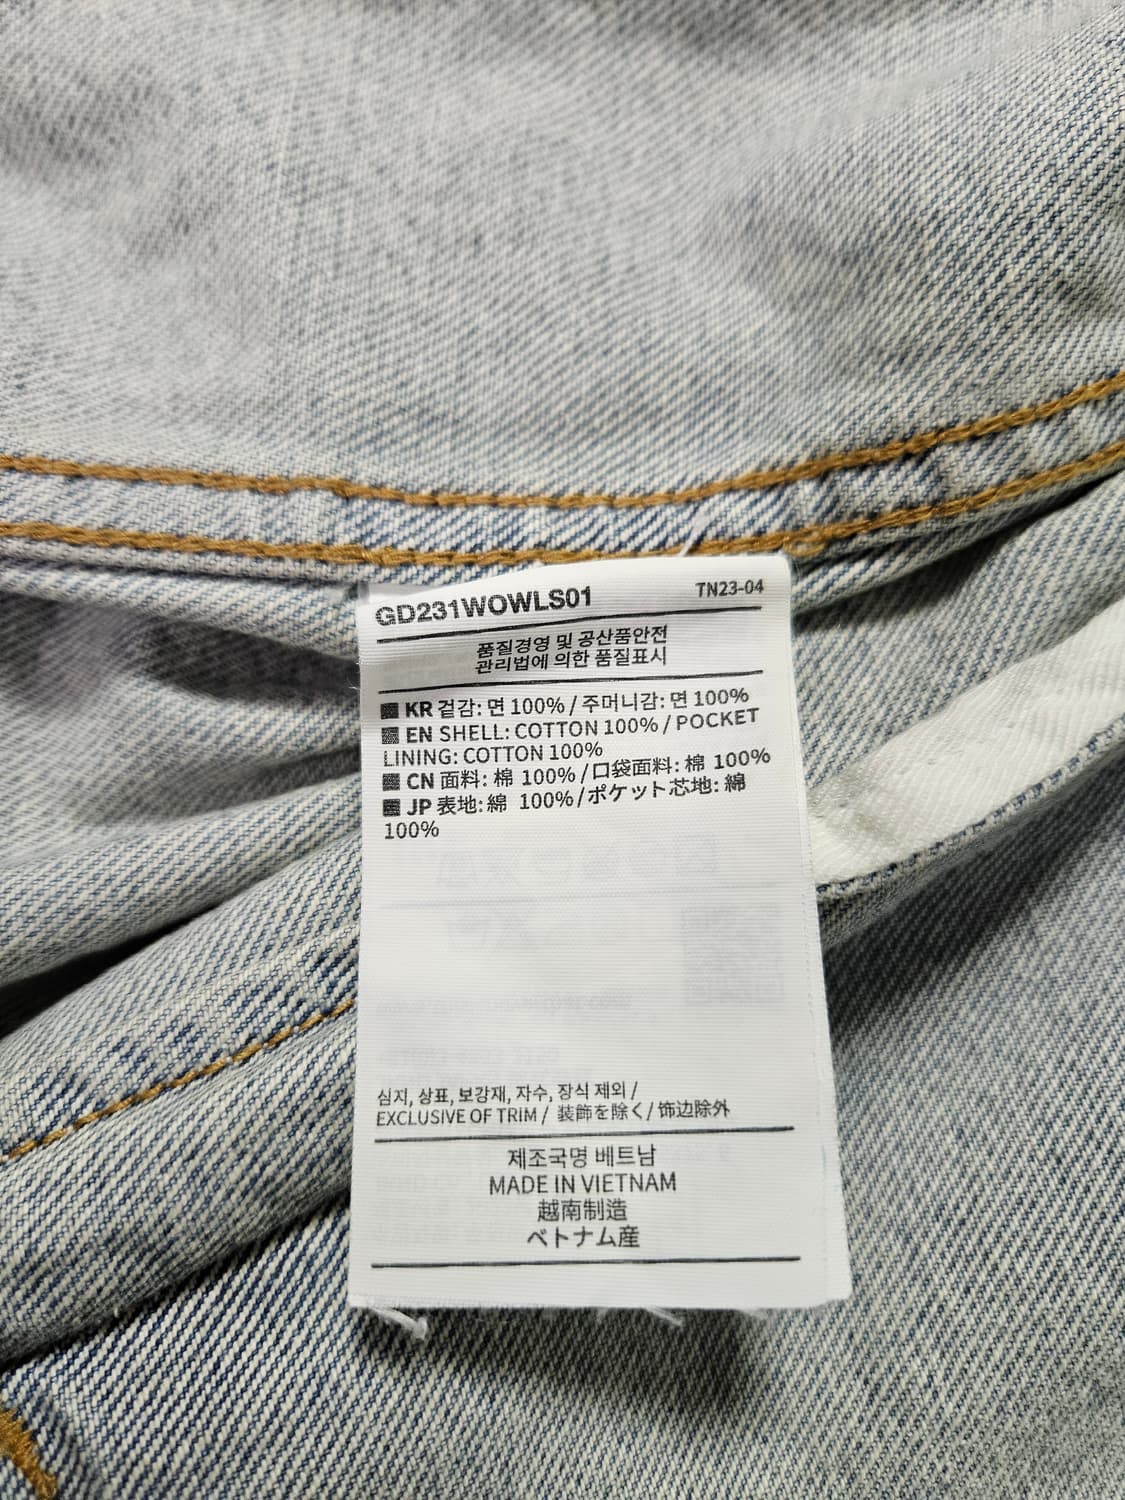 GD231WOWLS01 TN23-04
품질경영 및 공산품안전
관리법에 의한 품질표시
KR 겉감: 면 100% / 주머니감: 면 100%
EN SHELL: COTTON 100% / POCKET
LINING: COTTON 100%
CN 面料: 棉 100% / 口袋面料: 棉 100%
JP 表地: 綿 100% / ポケット芯地: 綿
100%
심지, 상표, 보강재, 자수, 장식 제외 /
EXCLUSIVE OF TRIM / 装飾を除く / 饰边除外
제조국명 베트남
MADE IN VIETNAM
越南制造
ベトナム産